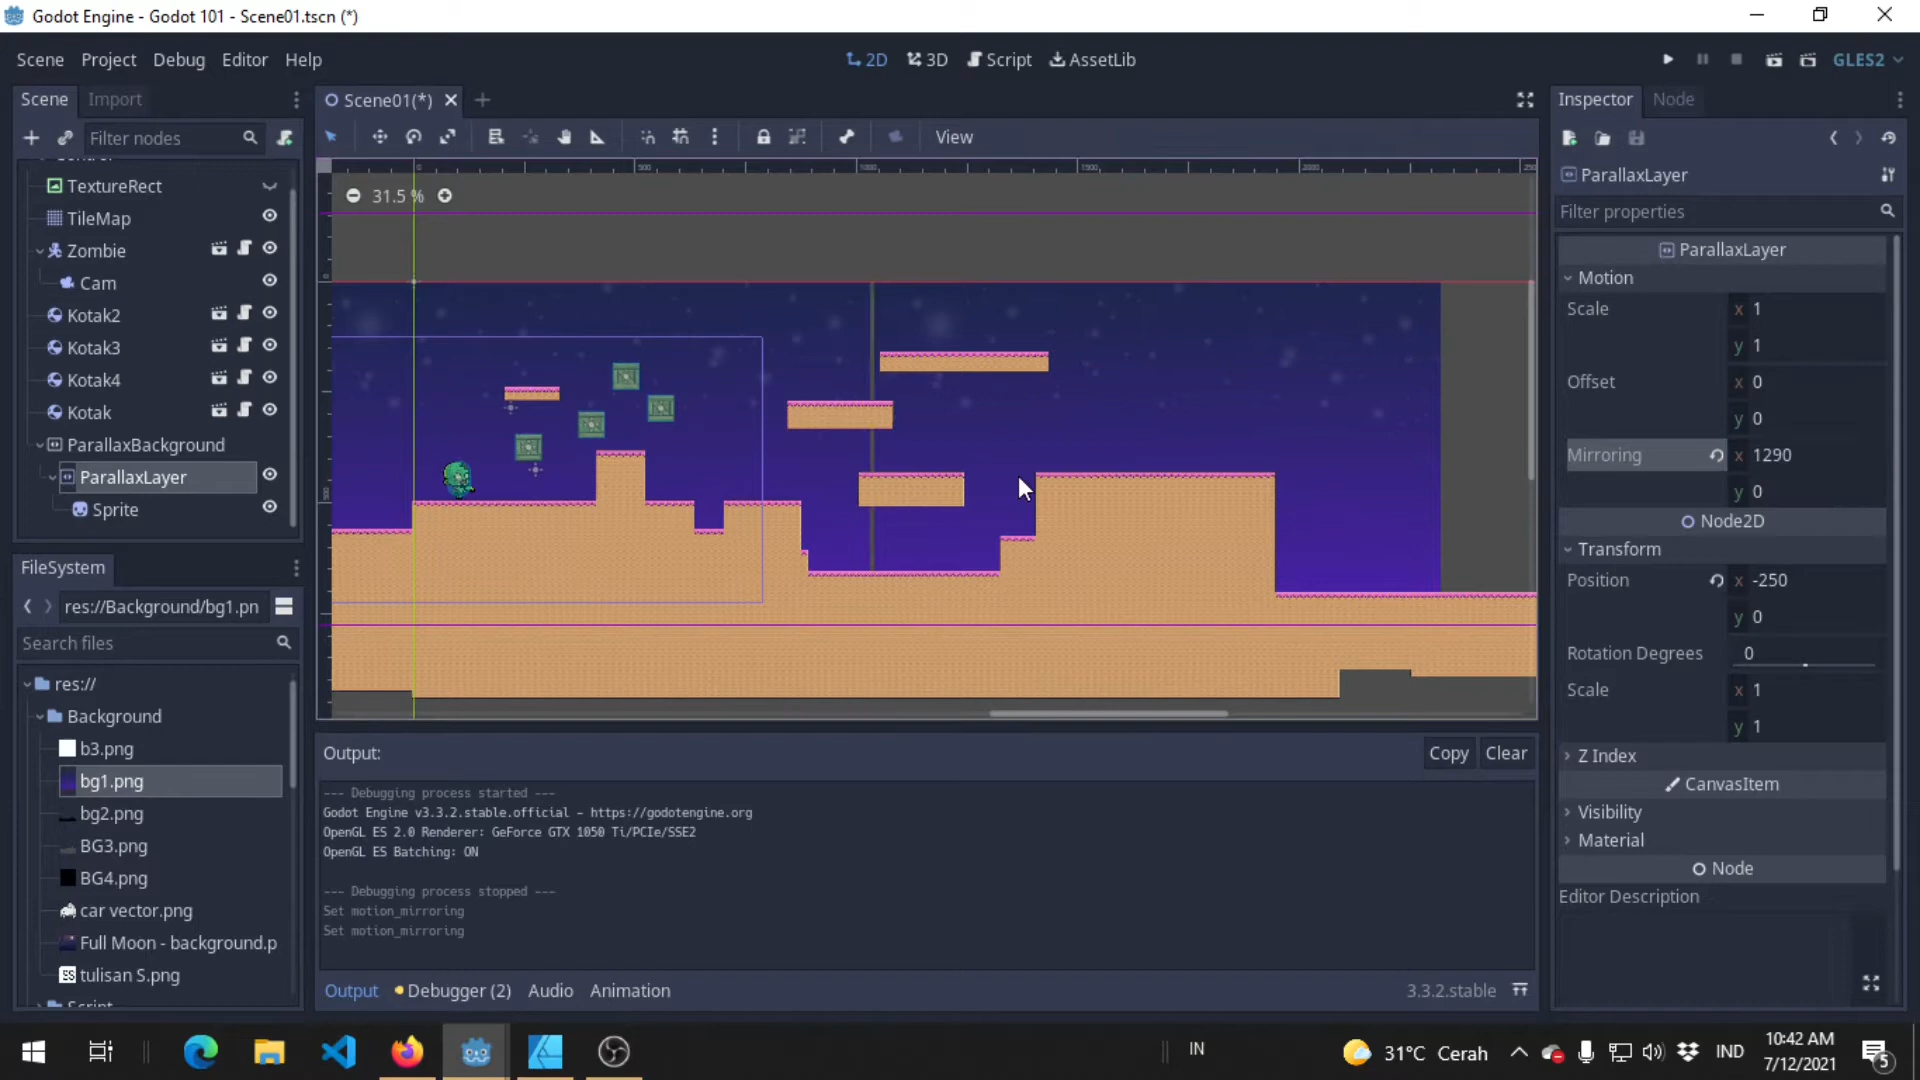 Godot Engine - Godot 101 - Scene01.tscn (*)
Scene Project Debug Editor Help
2D 3D Script AssetLib
GLES2
Scene Import
Filter nodes
TextureRect
TileMap
Zombie
Cam
Kotak2
Kotak3
Kotak4
Kotak
ParallaxBackground
ParallaxLayer
Sprite
FileSystem
res://Background/bg1.pn
Search files
res://
Background
b3.png
bg1.png
bg2.png
BG3.png
BG4.png
car vector.png
Full Moon - background.p
tulisan S.png
Scene01(*)
View
0 500 1000 1500 2000
31.5 %
Output:
Copy Clear
--- Debugging process started ---
Godot Engine v3.3.2.stable.official - https://godotengine.org
OpenGL ES 2.0 Renderer: GeForce GTX 1050 Ti/PCIe/SSE2
OpenGL ES Batching: ON
--- Debugging process stopped ---
Set motion_mirroring
Set motion_mirroring
Output Debugger (2) Audio Animation 3.3.2.stable
Inspector Node
ParallaxLayer
Filter properties
ParallaxLayer
Motion
Scale x 1
y 1
Offset x 0
y 0
Mirroring x 1290
y 0
Node2D
Transform
Position x -250
y 0
Rotation Degrees 0
Scale x 1
y 1
Z Index
CanvasItem
Visibility
Material
Node
Editor Description
IN
31°C Cerah
IND
10:42 AM
7/12/2021
5